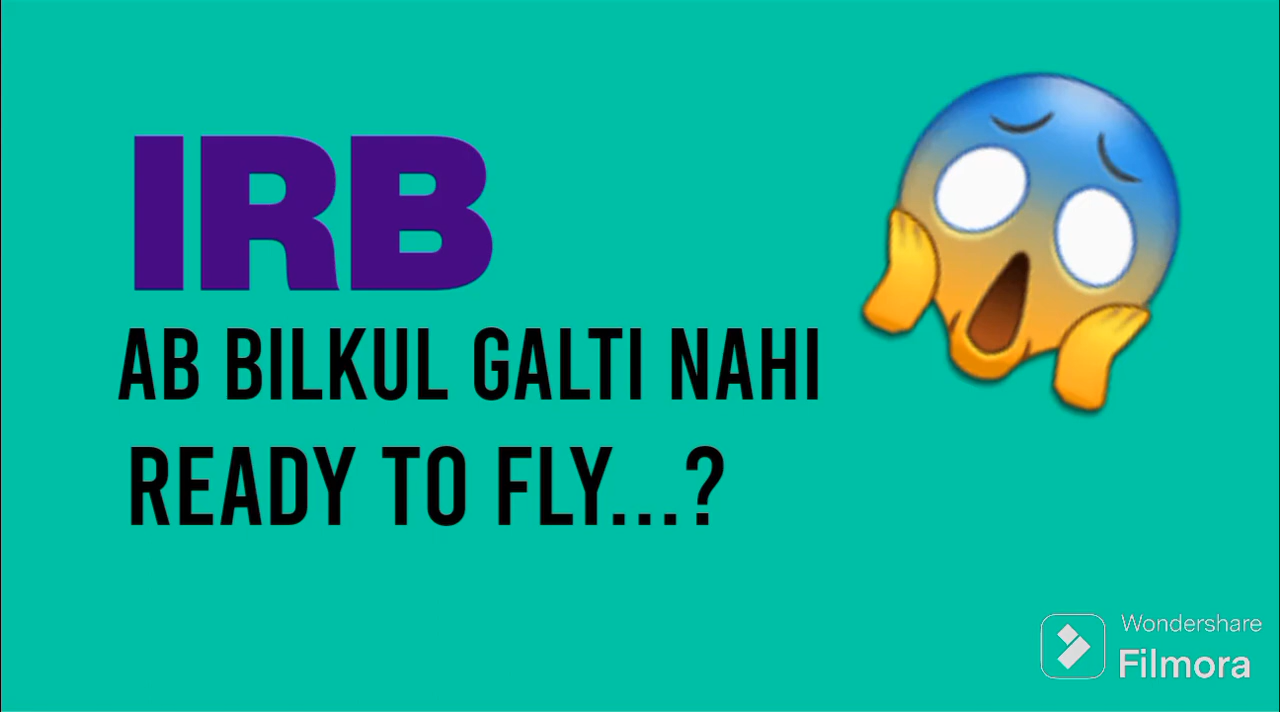 IRB
AB BILKUL GALTI NAHI
READY TO FLY...?
Wondershare
Filmora